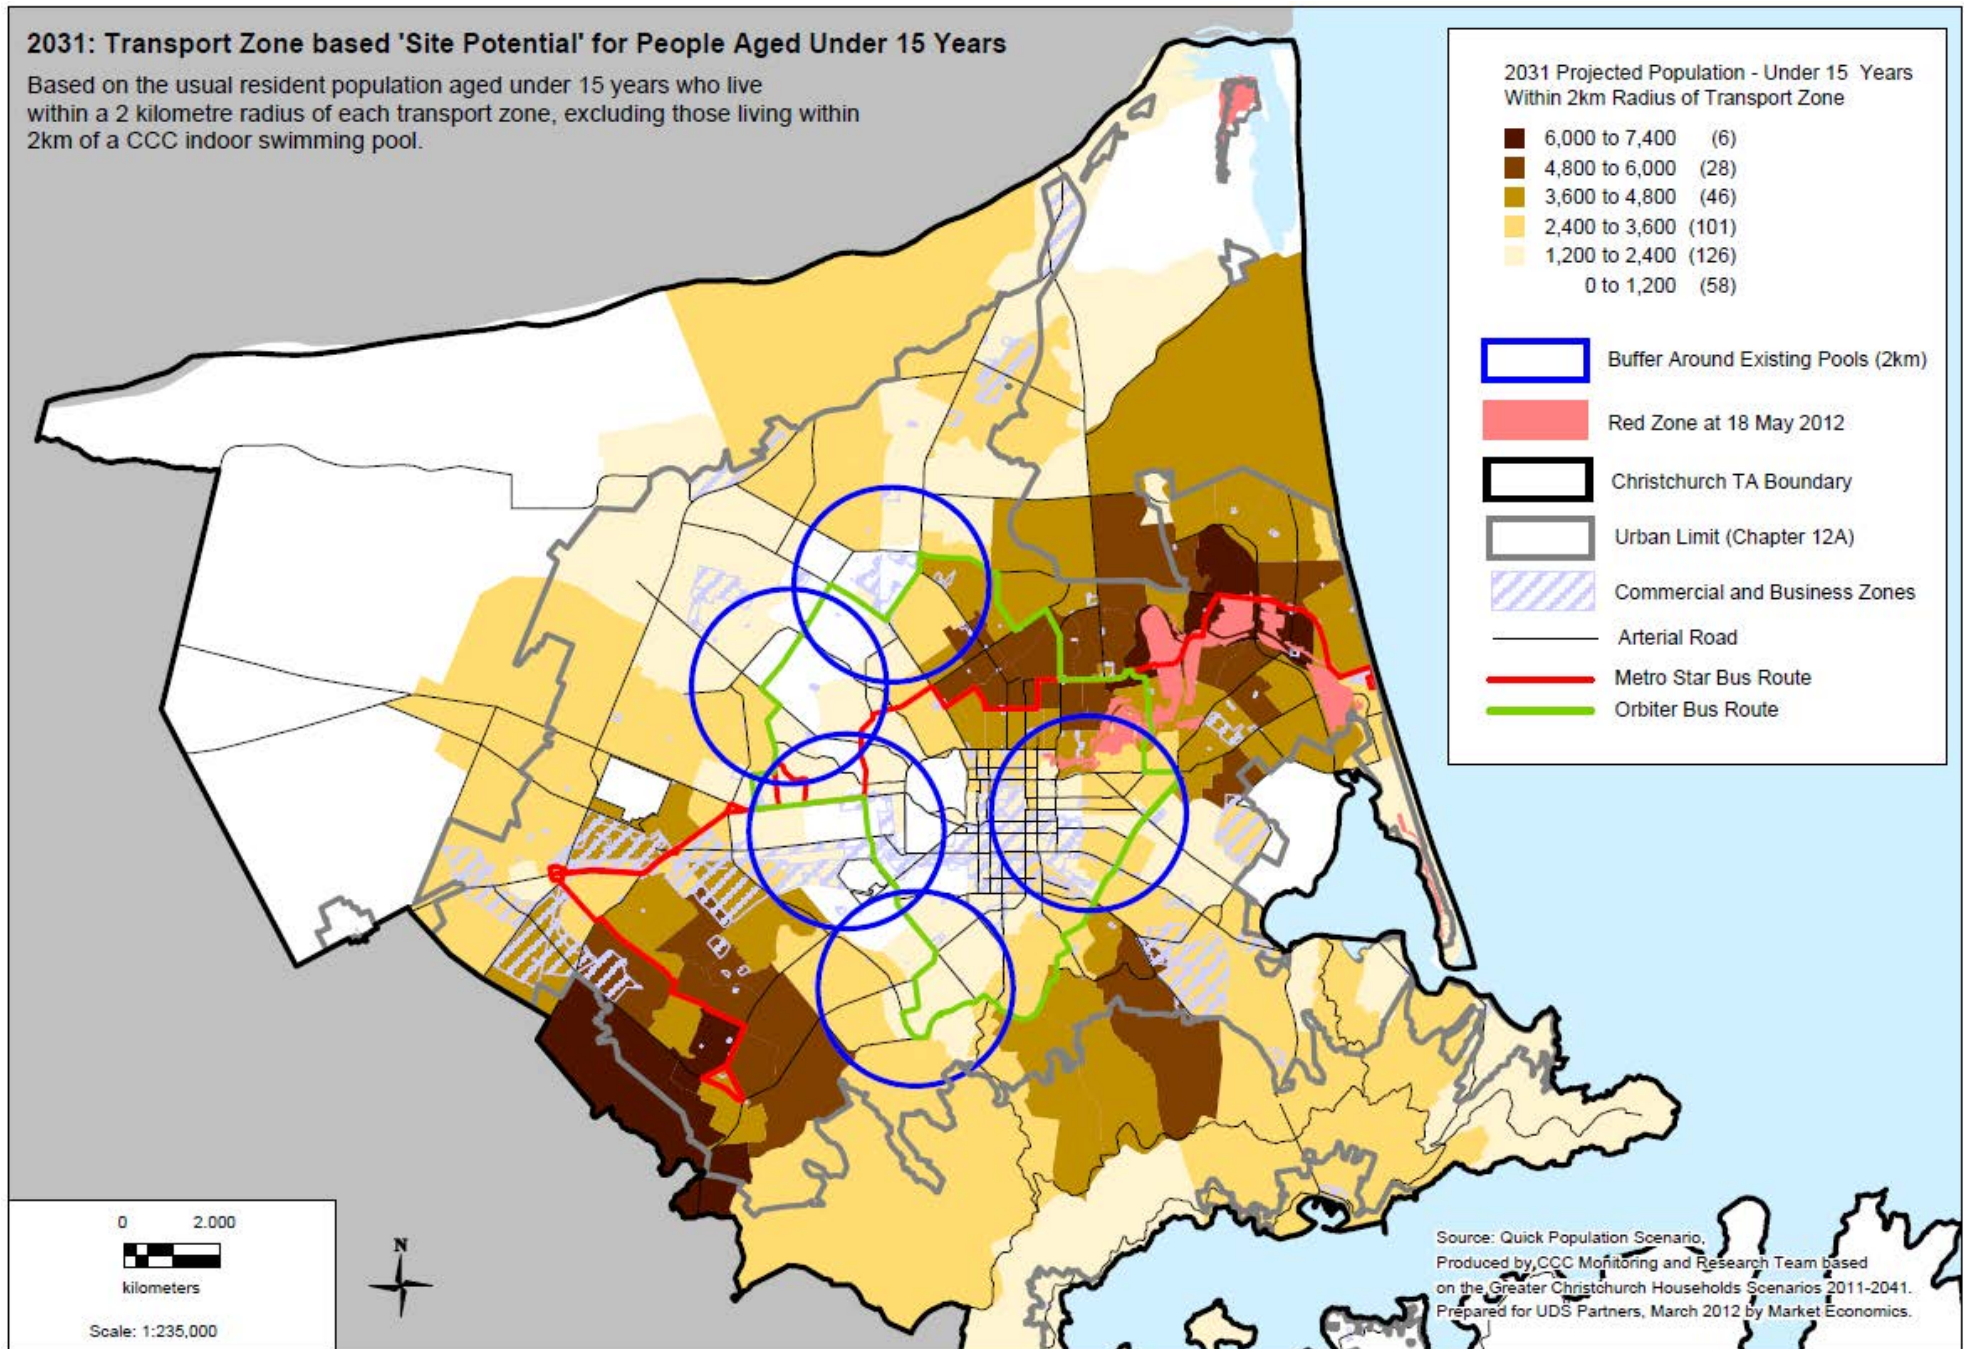 2031: Transport Zone based 'Site Potential' for People Aged Under 15 Years
Based on the usual resident population aged under 15 years who live
within a 2 kilometre radius of each transport zone, excluding those living within
2km of a CCC indoor swimming pool.
2031 Projected Population - Under 15 Years
Within 2km Radius of Transport Zone
6,000 to 7,400 (6)
4,800 to 6,000 (28)
3,600 to 4,800 (46)
2,400 to 3,600 (101)
1,200 to 2,400 (126)
0 to 1,200 (58)
Buffer Around Existing Pools (2km)
Red Zone at 18 May 2012
Christchurch TA Boundary
Urban Limit (Chapter 12A)
Commercial and Business Zones
Arterial Road
Metro Star Bus Route
Orbiter Bus Route
0 2.000
kilometers
Scale: 1:235,000
N
Source: Quick Population Scenario,
Produced by CCC Monitoring and Research Team based
on the Greater Christchurch Households Scenarios 2011-2041.
Prepared for UDS Partners, March 2012 by Market Economics.